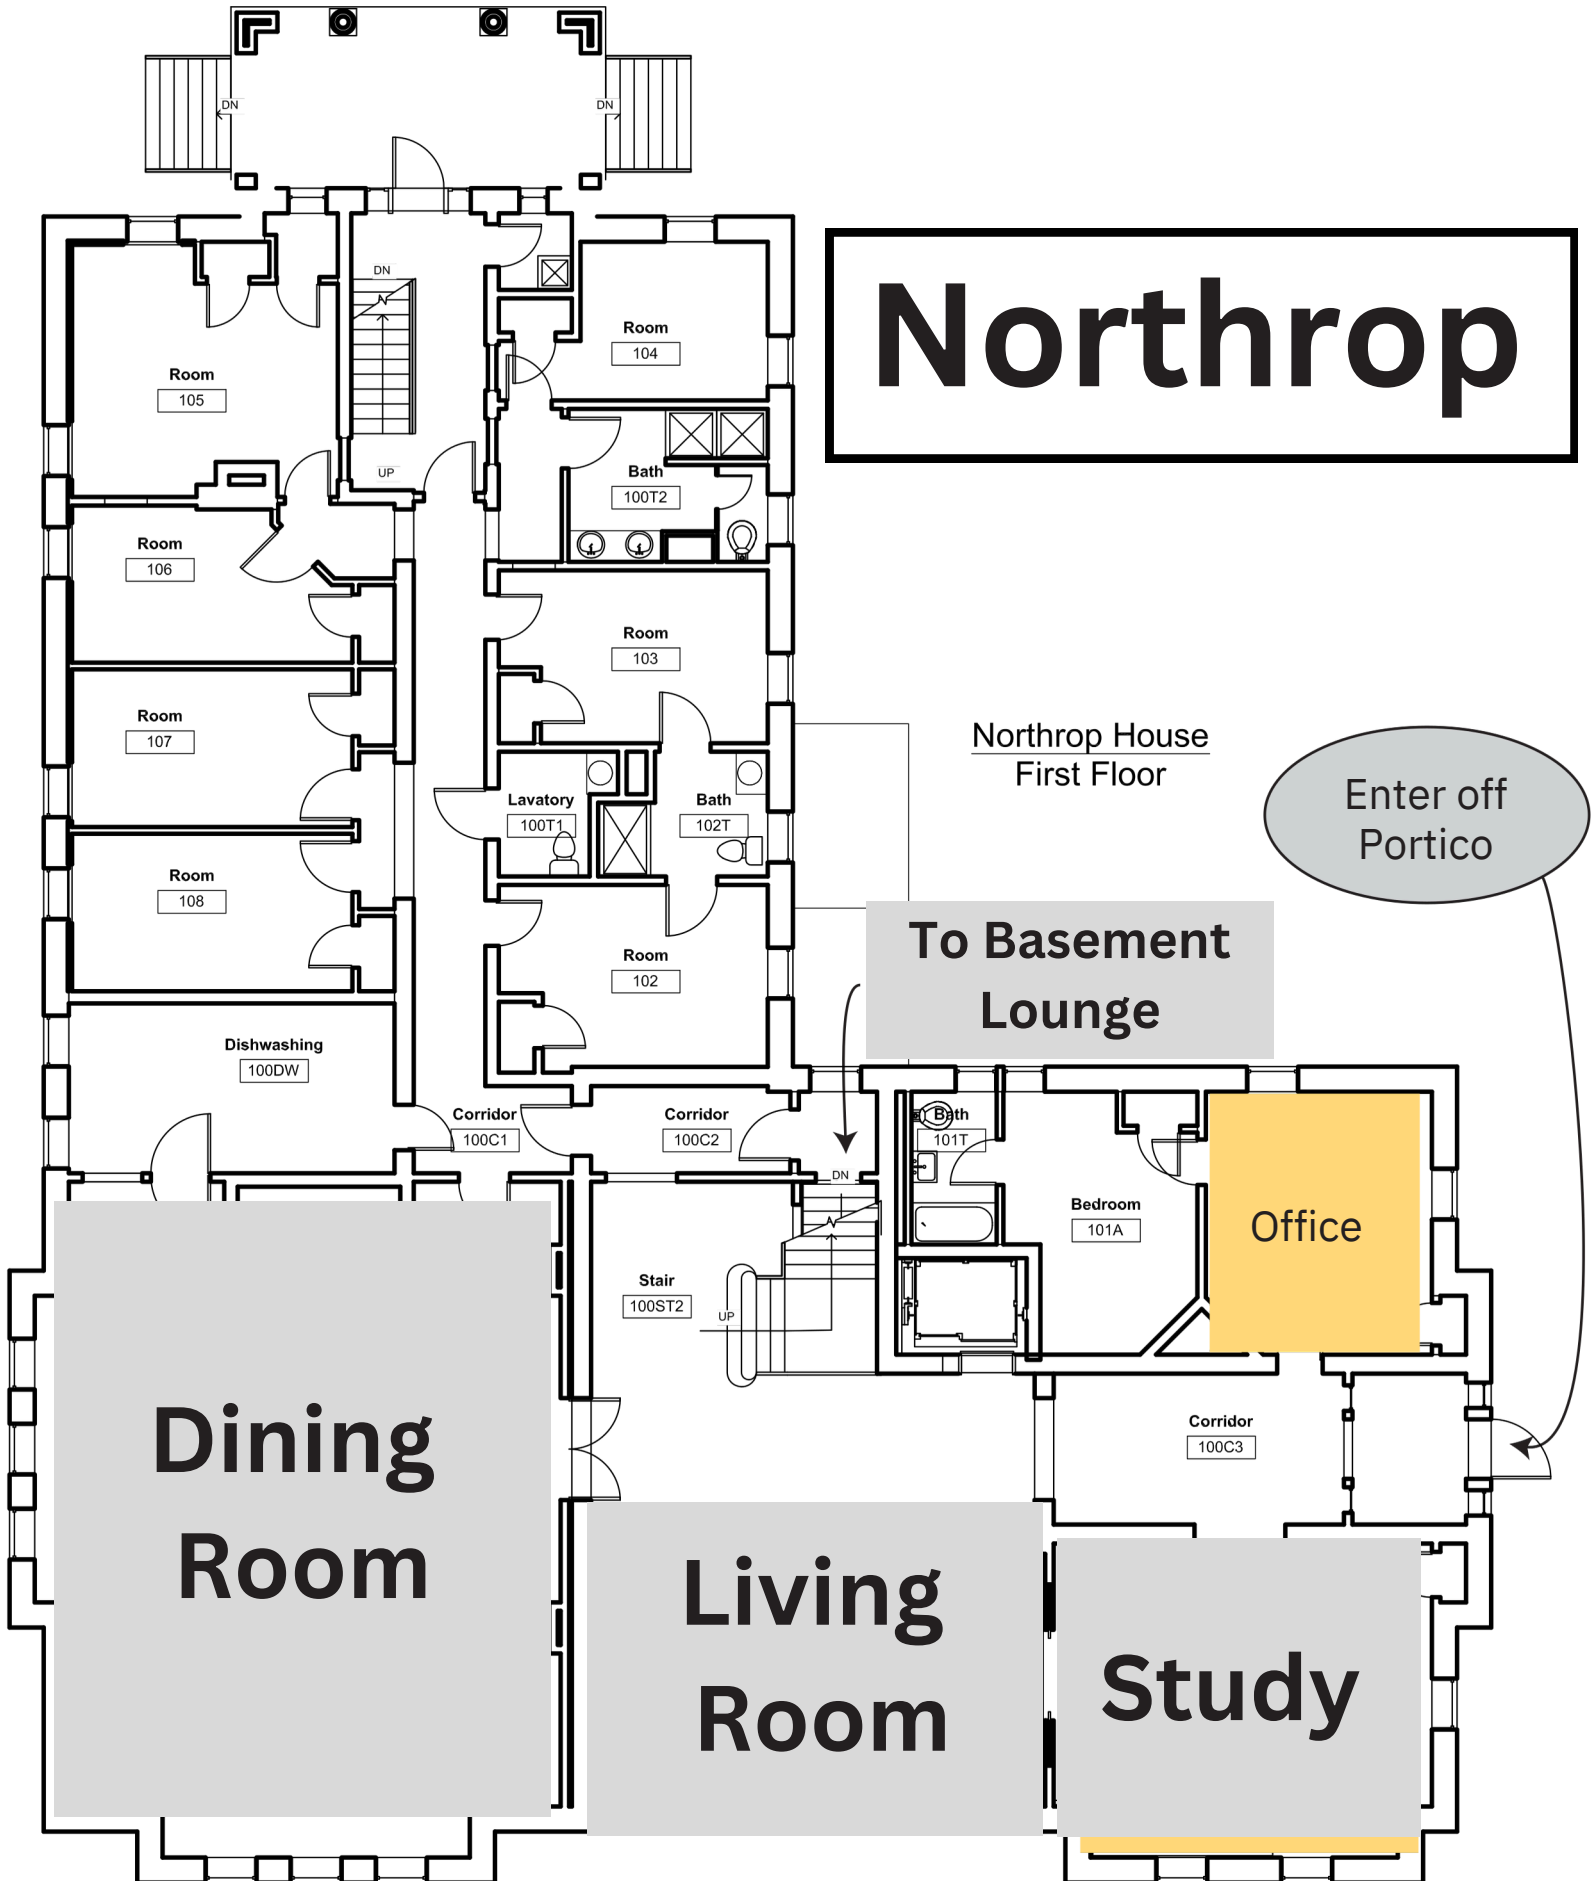 DN
DN
Northrop
DN
Room
104
Room
105
UP
Bath
100T2
Room
106
Room
103
Room
107
Northrop House
First Floor
Enter off
Portico
Lavatory
100T1
Bath
102T
Room
108
To Basement
Lounge
Room
102
Dishwashing
100DW
Corridor
100C1
Corridor
100C2
Bath
101T
DN
Bedroom
101A
Office
Stair
100ST2
UP
Corridor
100C3
Dining
Room
Living
Room
Study